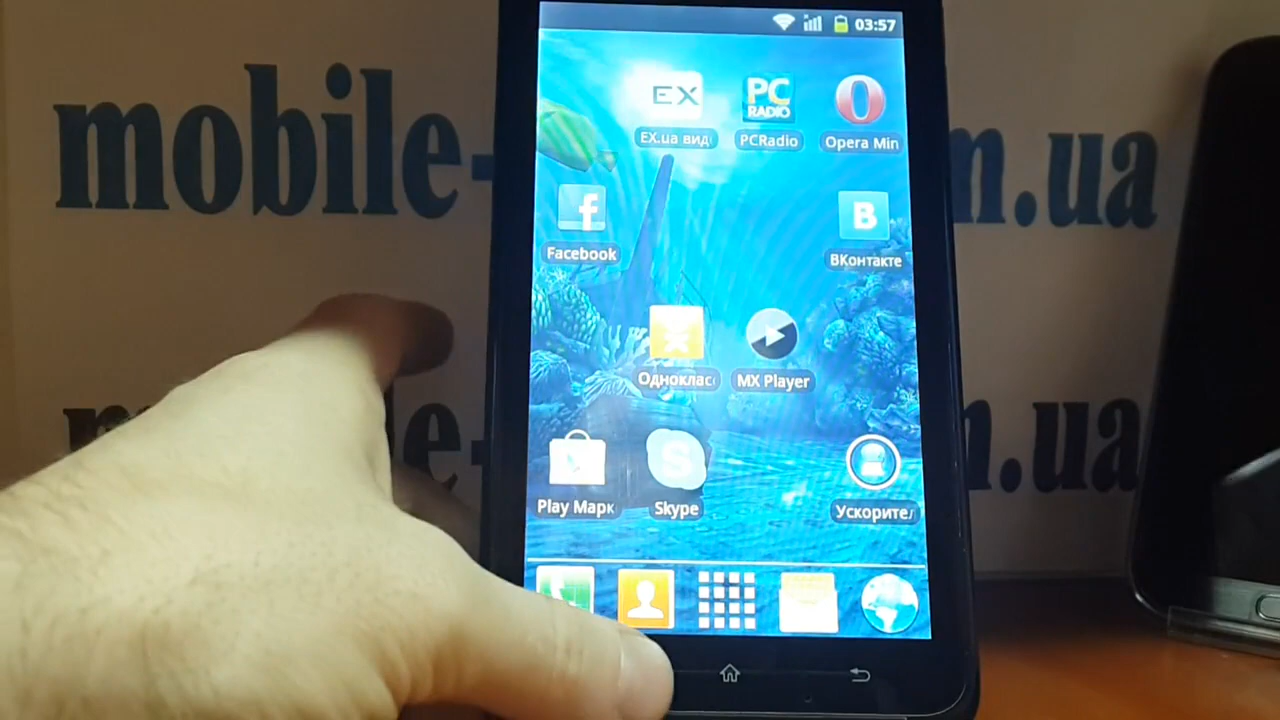 03:57
mobile-
m.ua
EX
PC
RADIO
EX.ua вид
PCRadio
Opera Min
f
B
Facebook
ВКонтакте
Однокласс
MX Player
mobile-
m.ua
S
Play Марк
Skype
Ускорител